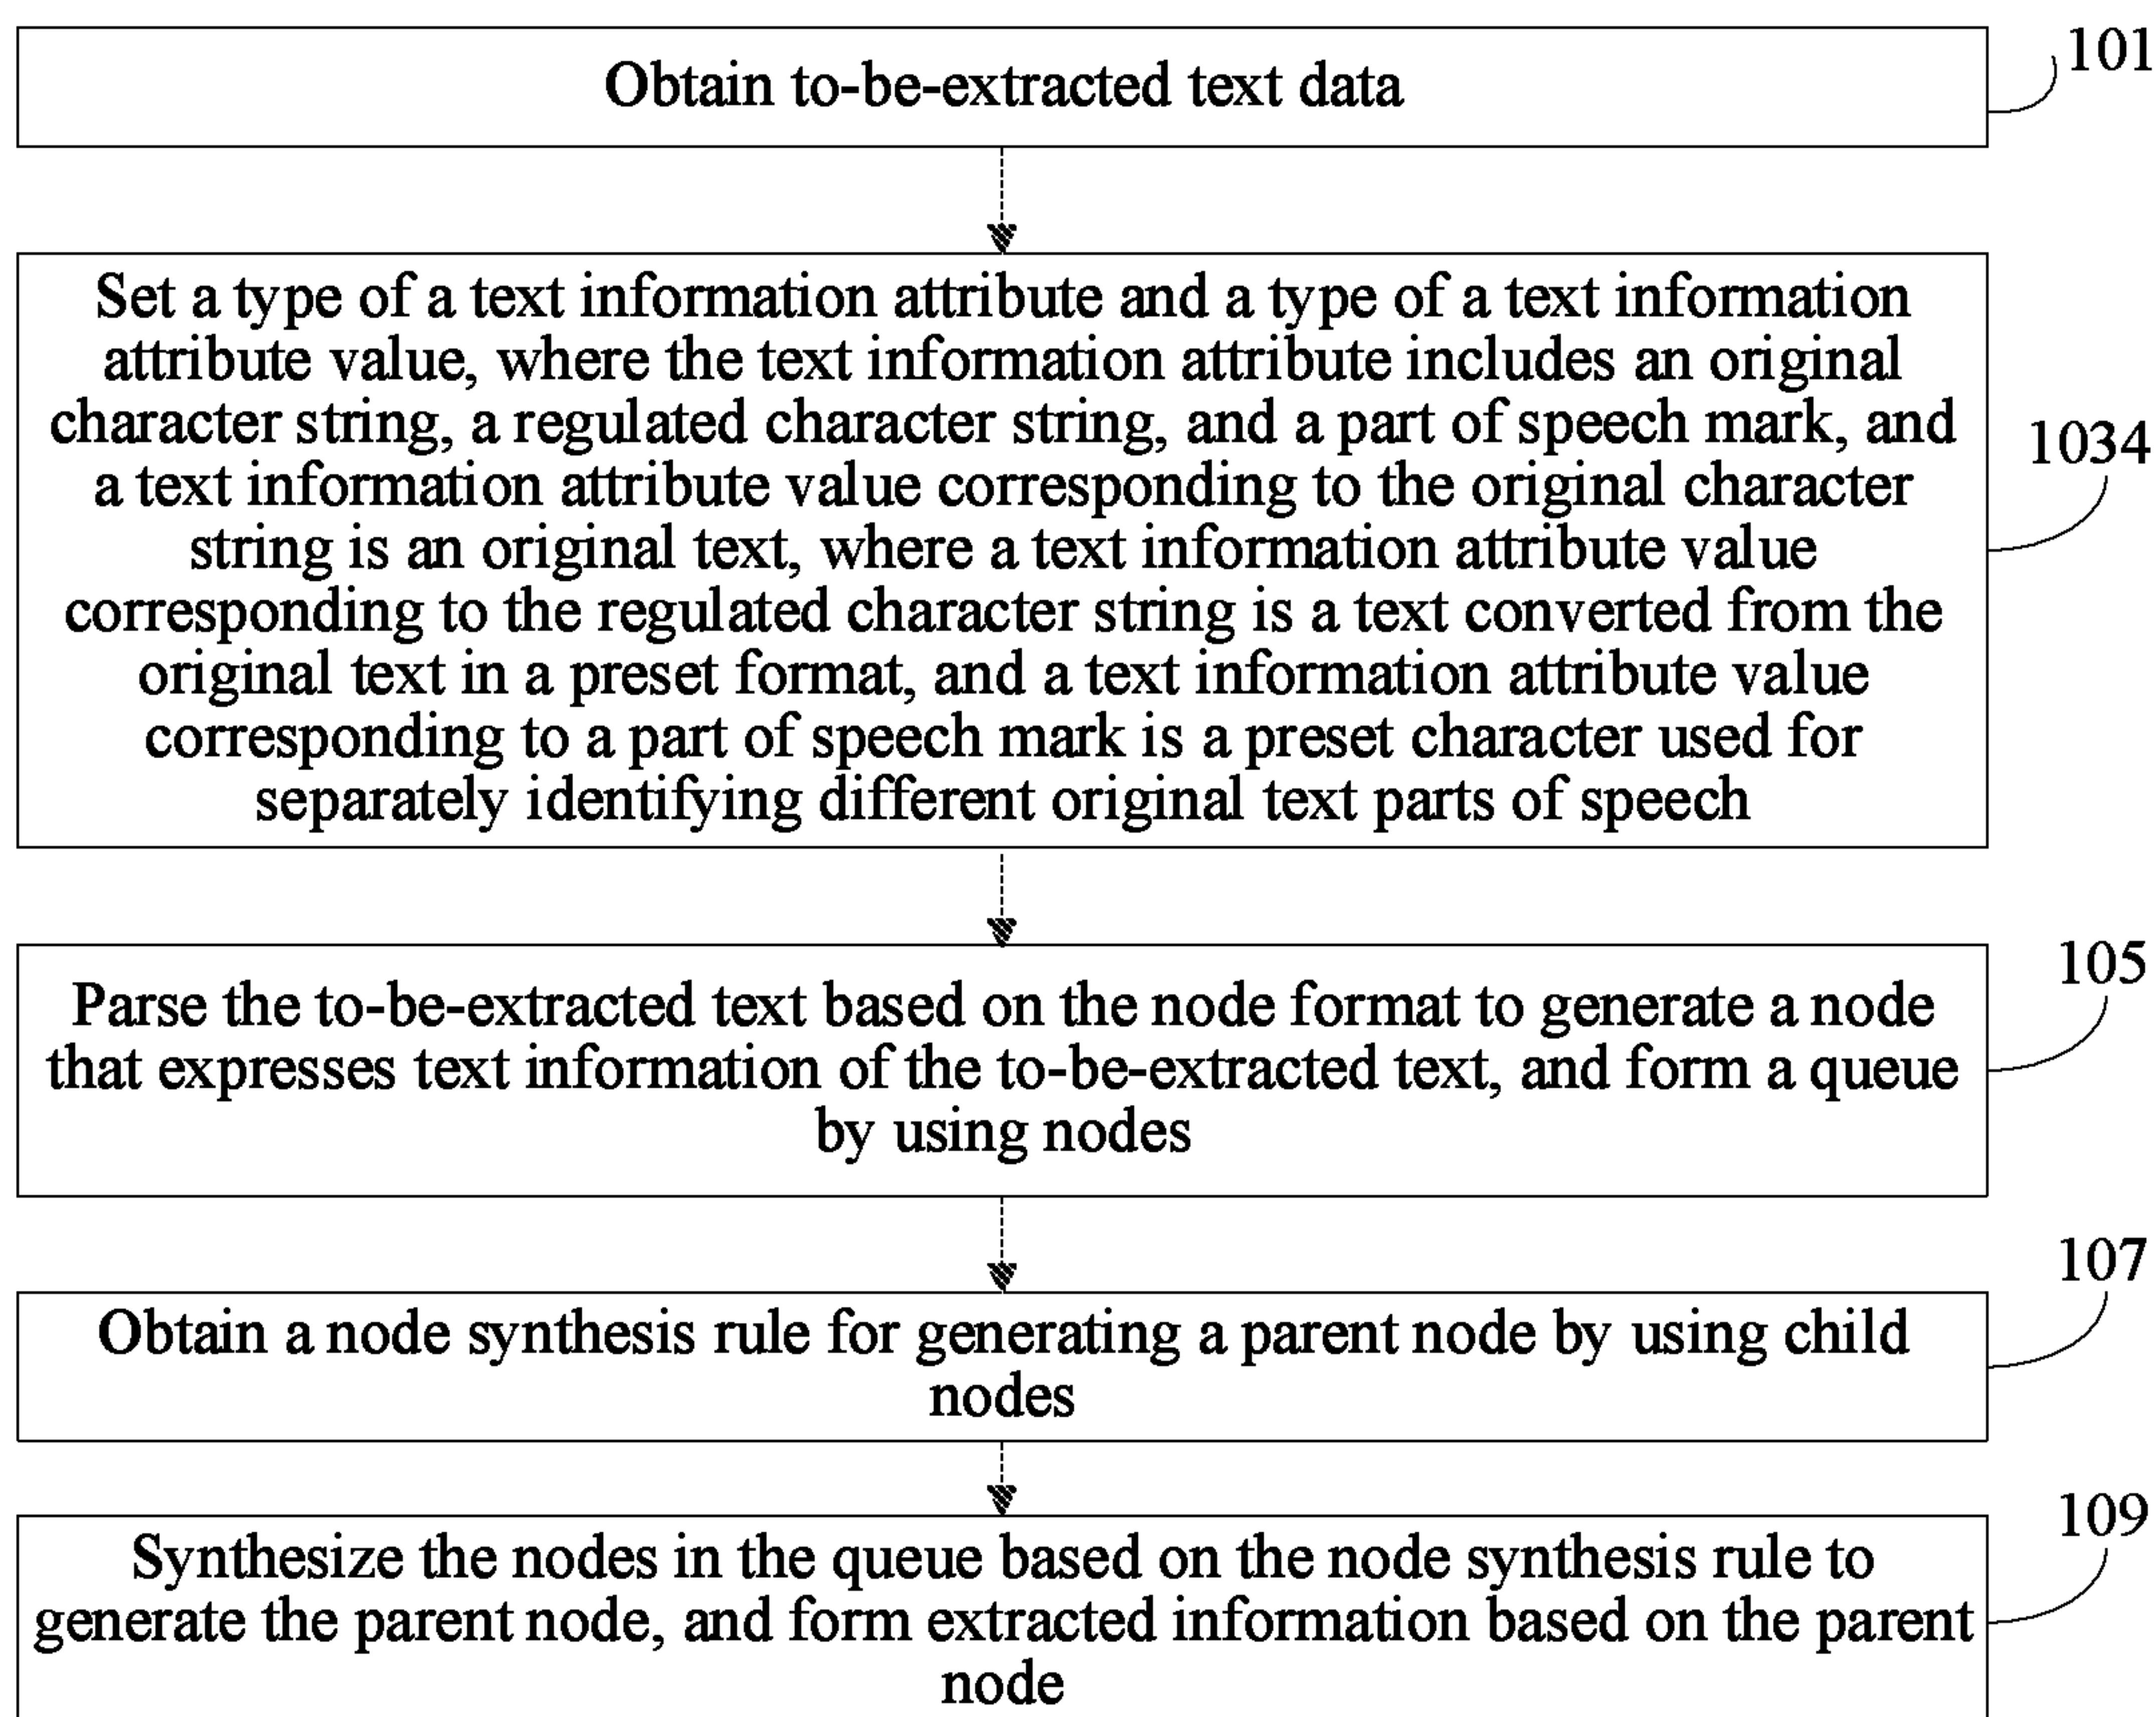 Obtain to-be-extracted text data
101
Set a type of a text information attribute and a type of a text information
attribute value, where the text information attribute includes an original
character string, a regulated character string, and a part of speech mark, and
a text information attribute value corresponding to the original character
string is an original text, where a text information attribute value
corresponding to the regulated character string is a text converted from the
original text in a preset format, and a text information attribute value
corresponding to a part of speech mark is a preset character used for
separately identifying different original text parts of speech
1034
Parse the to-be-extracted text based on the node format to generate a node
that expresses text information of the to-be-extracted text, and form a queue
by using nodes
105
Obtain a node synthesis rule for generating a parent node by using child
nodes
107
Synthesize the nodes in the queue based on the node synthesis rule to
generate the parent node, and form extracted information based on the parent
node
109